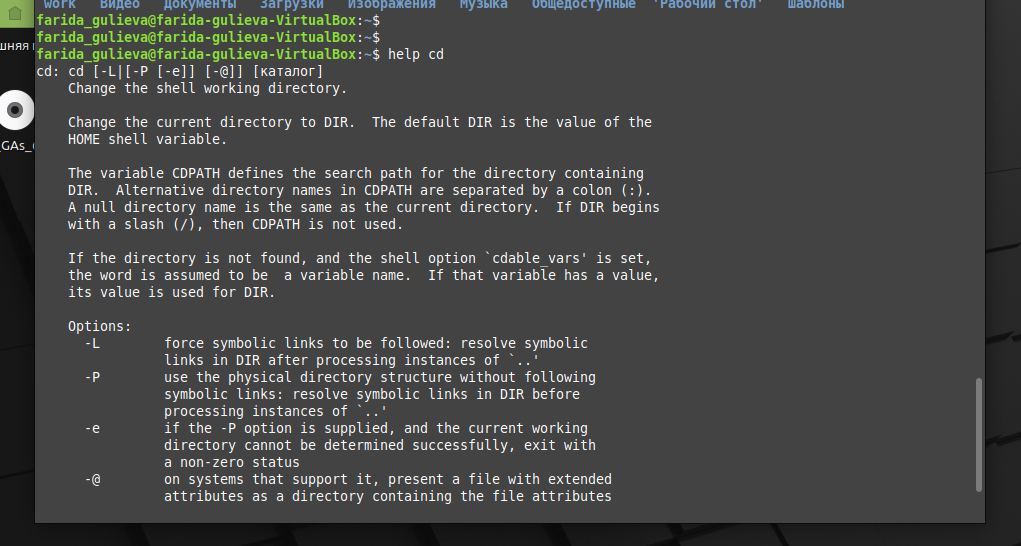 work Видео Документы Загрузки Изображения Музыка Общедоступные 'Рабочий стол' Шаблоны
farida_gulieva@farida-gulieva-VirtualBox:~$
farida_gulieva@farida-gulieva-VirtualBox:~$
farida_gulieva@farida-gulieva-VirtualBox:~$ help cd
cd: cd [-L|[-P [-e]] [-@]] [каталог]
Change the shell working directory.
Change the current directory to DIR.  The default DIR is the value of the
HOME shell variable.
The variable CDPATH defines the search path for the directory containing
DIR.  Alternative directory names in CDPATH are separated by a colon (:).
A null directory name is the same as the current directory.  If DIR begins
with a slash (/), then CDPATH is not used.
If the directory is not found, and the shell option `cdable_vars' is set,
the word is assumed to be  a variable name.  If that variable has a value,
its value is used for DIR.
Options:
-L        force symbolic links to be followed: resolve symbolic
links in DIR after processing instances of `..'
-P        use the physical directory structure without following
symbolic links: resolve symbolic links in DIR before
processing instances of `..'
-e        if the -P option is supplied, and the current working
directory cannot be determined successfully, exit with
a non-zero status
-@        on systems that support it, present a file with extended
attributes as a directory containing the file attributes